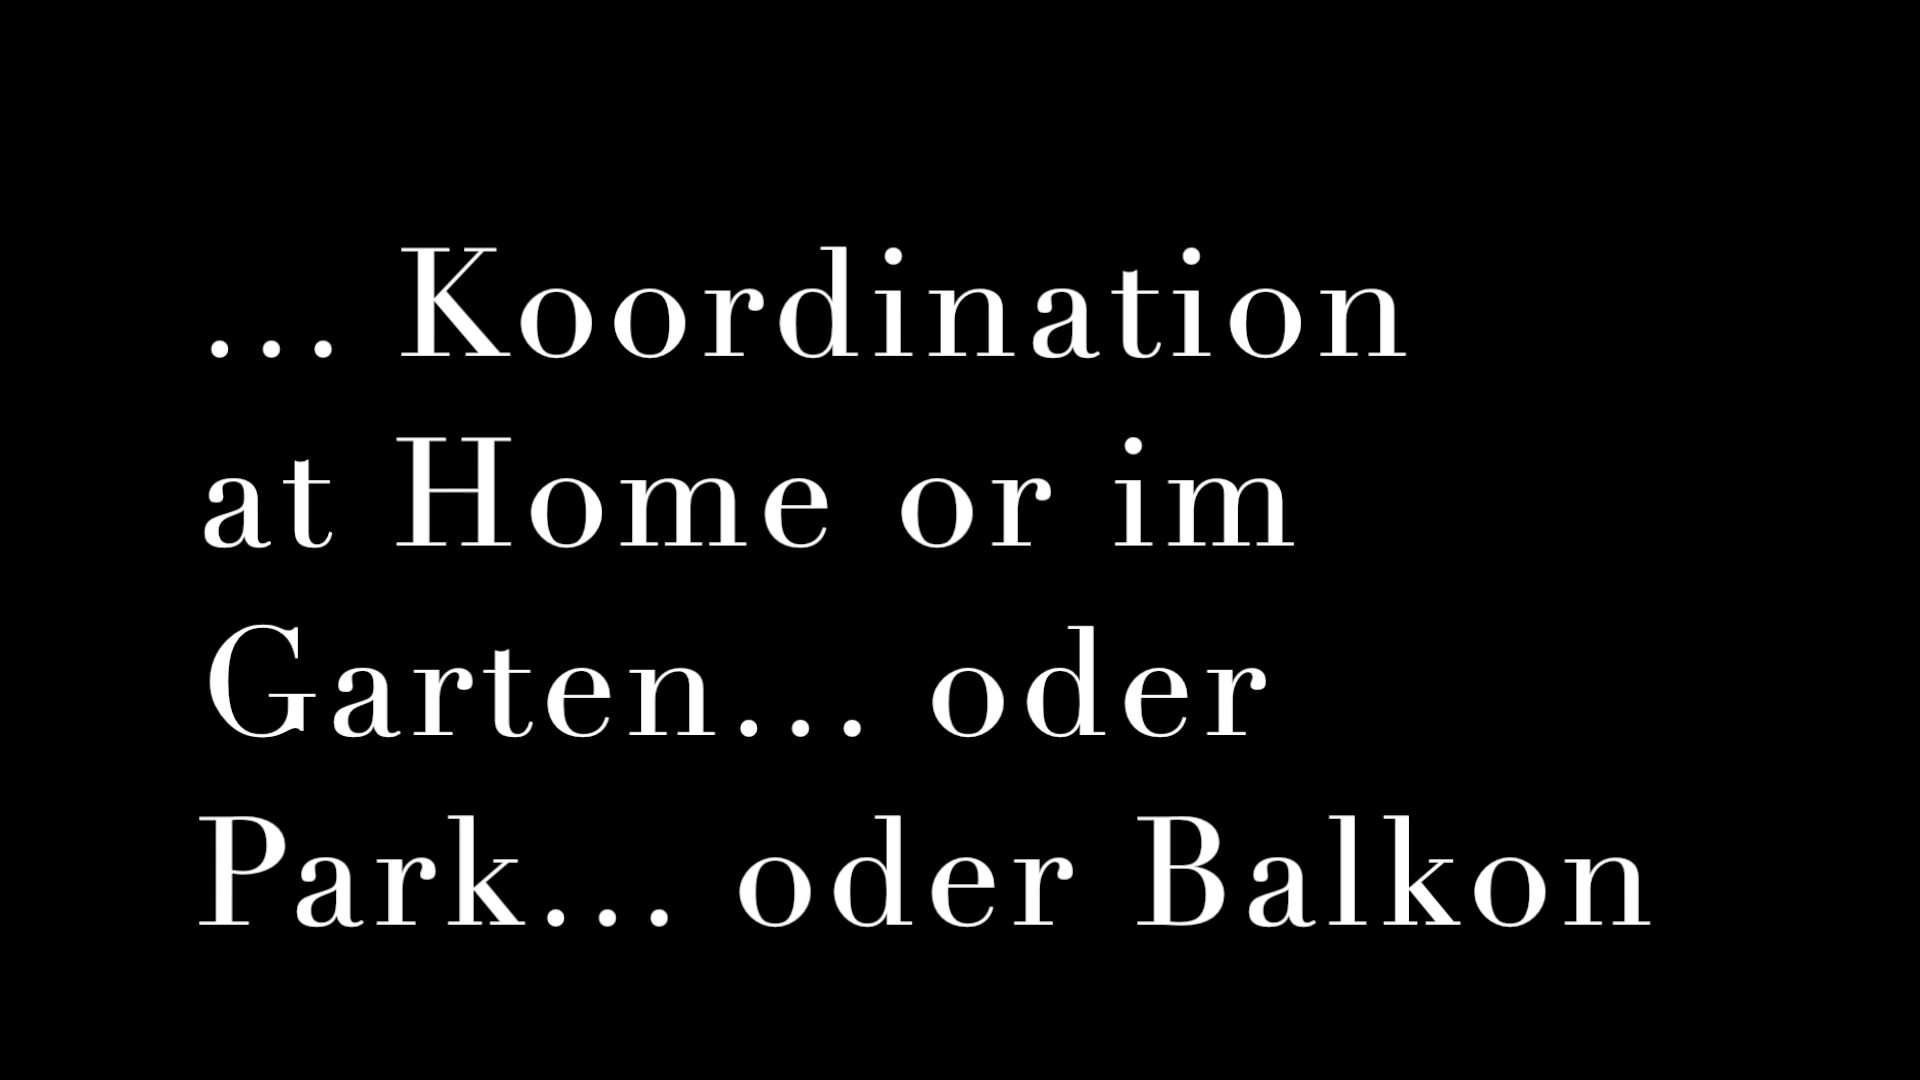 ... Koordination
at Home or im
Garten... oder
Park... oder Balkon